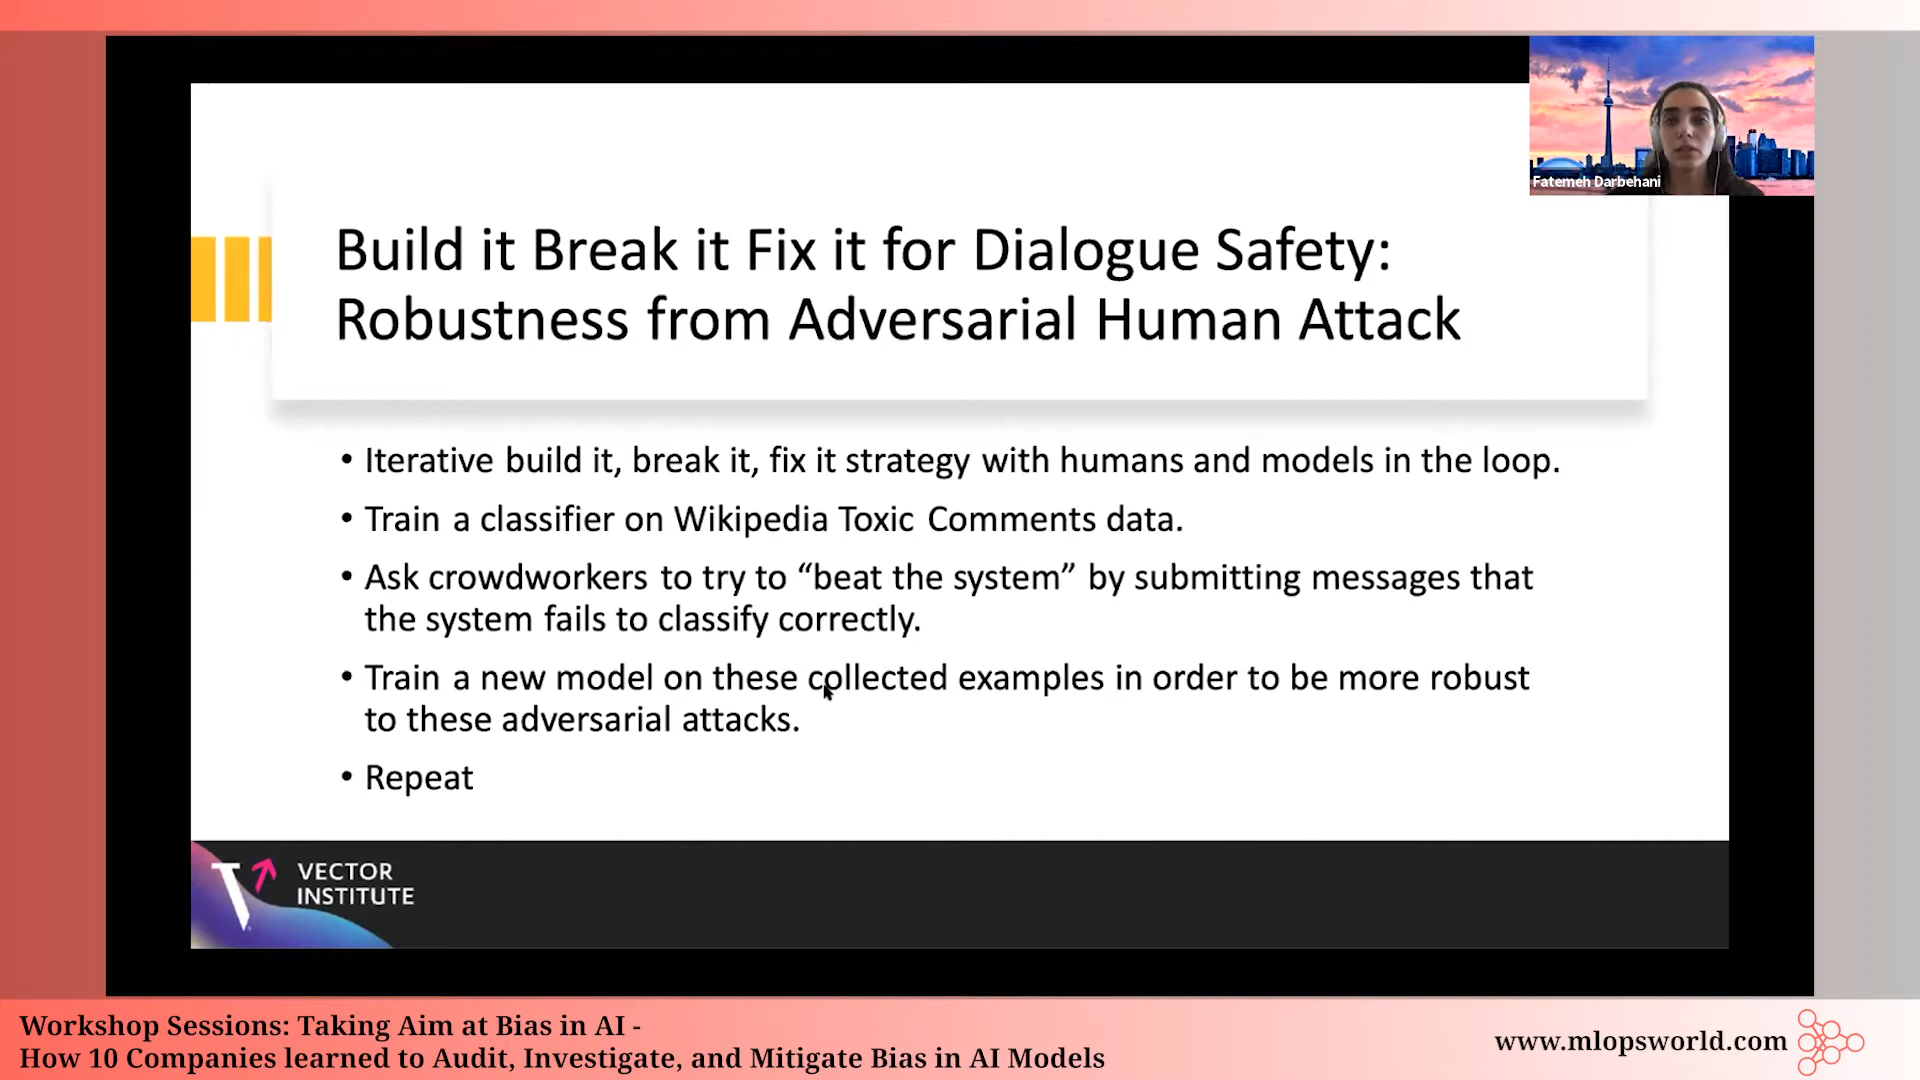 Fatemeh Darbehani
Build it Break it Fix it for Dialogue Safety:
Robustness from Adversarial Human Attack
• Iterative build it, break it, fix it strategy with humans and models in the loop.
• Train a classifier on Wikipedia Toxic Comments data.
• Ask crowdworkers to try to “beat the system” by submitting messages that
the system fails to classify correctly.
• Train a new model on these collected examples in order to be more robust
to these adversarial attacks.
• Repeat
VECTOR
INSTITUTE
Workshop Sessions: Taking Aim at Bias in AI -
How 10 Companies learned to Audit, Investigate, and Mitigate Bias in AI Models
www.mlopsworld.com